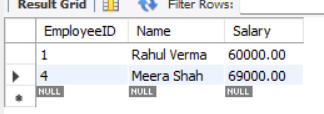 Result Grid Filter Rows:
EmployeeID Name Salary
1 Rahul Verma 60000.00
4 Meera Shah 69000.00
NULL NULL NULL